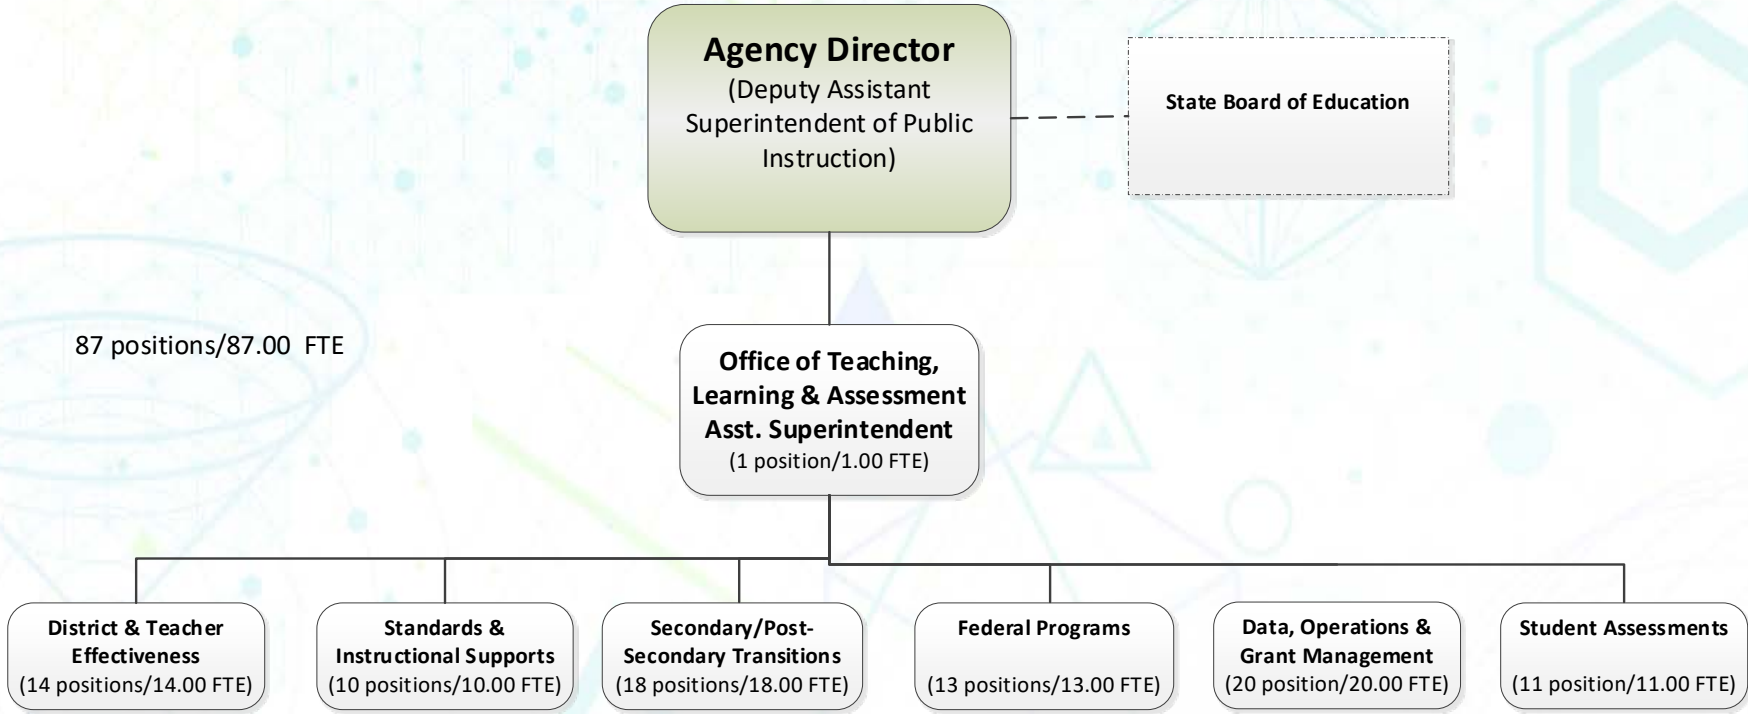 Agency Director
(Deputy Assistant
Superintendent of Public
Instruction)
State Board of Education
87 positions/87.00 FTE
Office of Teaching,
Learning & Assessment
Asst. Superintendent
(1 position/1.00 FTE)
District & Teacher
Effectiveness
(14 positions/14.00 FTE)
Standards &
Instructional Supports
(10 positions/10.00 FTE)
Secondary/Post-
Secondary Transitions
(18 positions/18.00 FTE)
Federal Programs
(13 positions/13.00 FTE)
Data, Operations &
Grant Management
(20 position/20.00 FTE)
Student Assessments
(11 position/11.00 FTE)